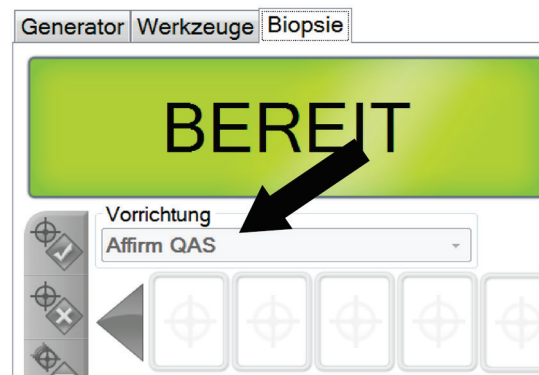 Generator Werkzeuge Biopsie
BEREIT
Vorrichtung
Affirm QAS